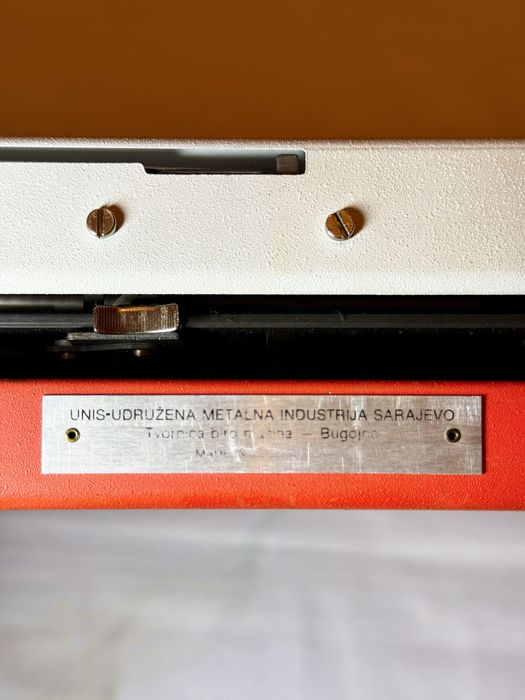 UNIS-UDRUŽENA METALNA INDUSTRIJA SARAJEVO
Tvornica biro mašina — Bugojno